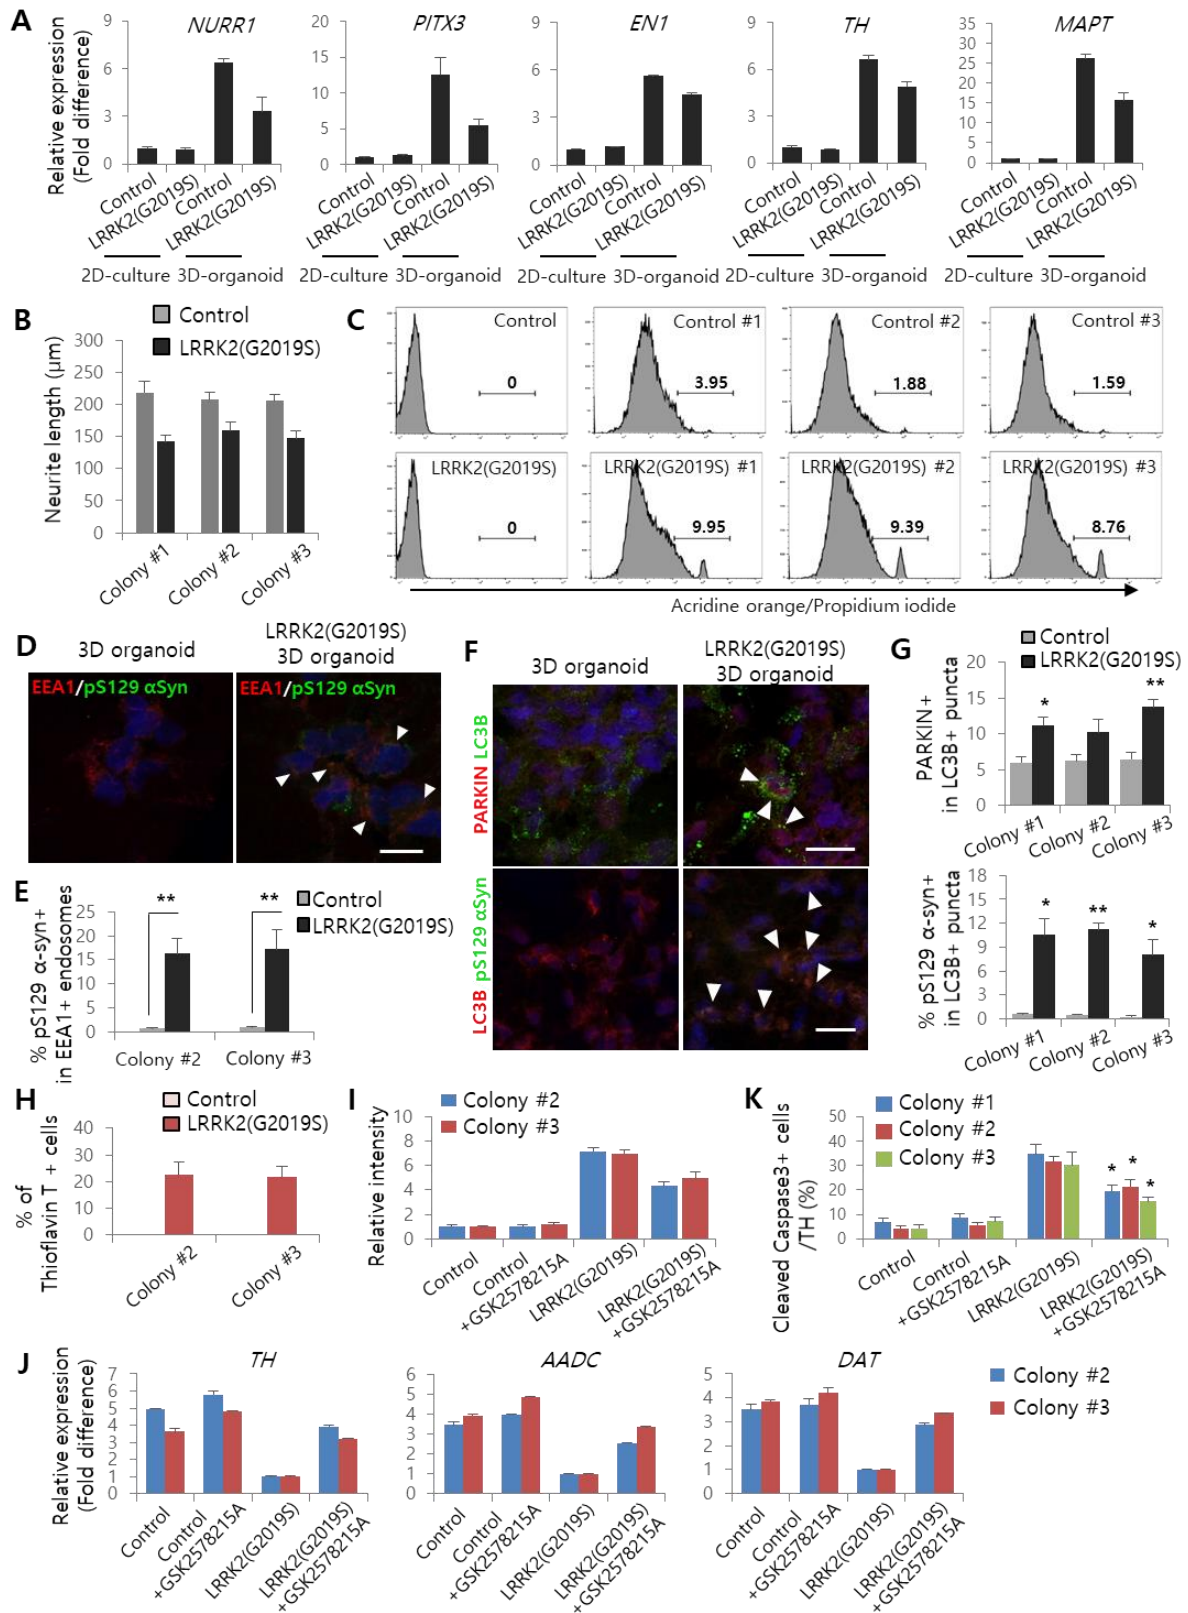 A
Relative expression
(Fold difference)
NURR1
9
6
3
0
Control
LRRK2(G2019S)
Control
LRRK2(G2019S)
2D-culture
3D-organoid
PITX3
20
15
10
5
0
Control
LRRK2(G2019S)
Control
LRRK2(G2019S)
2D-culture
3D-organoid
EN1
9
6
3
0
Control
LRRK2(G2019S)
Control
LRRK2(G2019S)
2D-culture
3D-organoid
TH
9
6
3
0
Control
LRRK2(G2019S)
Control
LRRK2(G2019S)
2D-culture
3D-organoid
MAPT
35
30
25
20
15
10
5
0
Control
LRRK2(G2019S)
Control
LRRK2(G2019S)
2D-culture
3D-organoid
B
Control
LRRK2(G2019S)
Neurite length (μm)
300
250
200
150
100
50
0
Colony #1
Colony #2
Colony #3
C
Control
0
Control #1
3.95
Control #2
1.88
Control #3
1.59
LRRK2(G2019S)
0
LRRK2(G2019S) #1
9.95
LRRK2(G2019S) #2
9.39
LRRK2(G2019S) #3
8.76
Acridine orange/Propidium iodide
D
3D organoid
LRRK2(G2019S)
3D organoid
EEA1/pS129 αSyn
EEA1/pS129 αSyn
E
% pS129 α-syn+
in EEA1+ endosomes
Control
LRRK2(G2019S)
25
20
15
10
5
0
**
**
Colony #2
Colony #3
F
3D organoid
LRRK2(G2019S)
3D organoid
PARKIN LC3B
LC3B pS129 αSyn
G
Control
LRRK2(G2019S)
PARKIN+
in LC3B+ puncta
20
15
10
5
0
*
**
Colony #1
Colony #2
Colony #3
% pS129 α-syn+
in LC3B+ puncta
18
15
12
9
6
3
0
*
**
*
Colony #1
Colony #2
Colony #3
H
Control
LRRK2(G2019S)
% of
Thioflavin T + cells
40
30
20
10
0
Colony #2
Colony #3
I
Colony #2
Colony #3
Relative intensity
10
8
6
4
2
0
Control
Control
+GSK2578215A
LRRK2(G2019S)
LRRK2(G2019S)
+GSK2578215A
K
Colony #1
Colony #2
Colony #3
Cleaved Caspase3+ cells
/TH (%)
50
40
30
20
10
0
*
*
*
Control
Control
+GSK2578215A
LRRK2(G2019S)
LRRK2(G2019S)
+GSK2578215A
J
Relative expression
(Fold difference)
TH
7
6
5
4
3
2
1
0
Control
Control
+GSK2578215A
LRRK2(G2019S)
LRRK2(G2019S)
+GSK2578215A
AADC
6
5
4
3
2
1
0
Control
Control
+GSK2578215A
LRRK2(G2019S)
LRRK2(G2019S)
+GSK2578215A
DAT
5
4
3
2
1
0
Control
Control
+GSK2578215A
LRRK2(G2019S)
LRRK2(G2019S)
+GSK2578215A
Colony #2
Colony #3